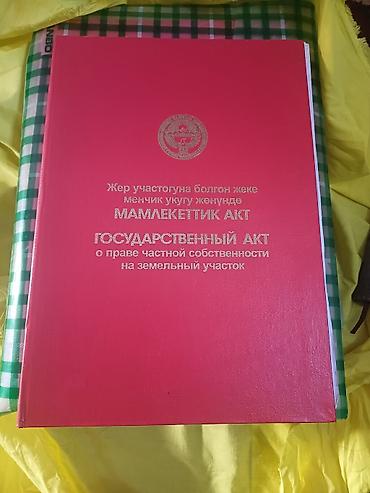 Жер участогуна болгон жеке
менчик укугу жөнүндө
МАМЛЕКЕТТИК АКТ
ГОСУДАРСТВЕННЫЙ АКТ
о праве частной собственности
на земельный участок